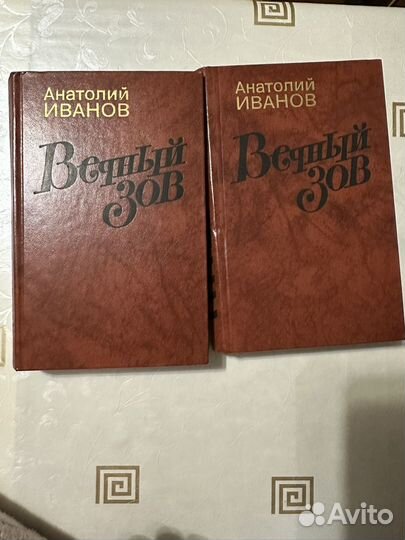 Анатолий
ИВАНОВ
Вечный
зов
Анатолий
ИВАНОВ
Вечный
зов
Avito